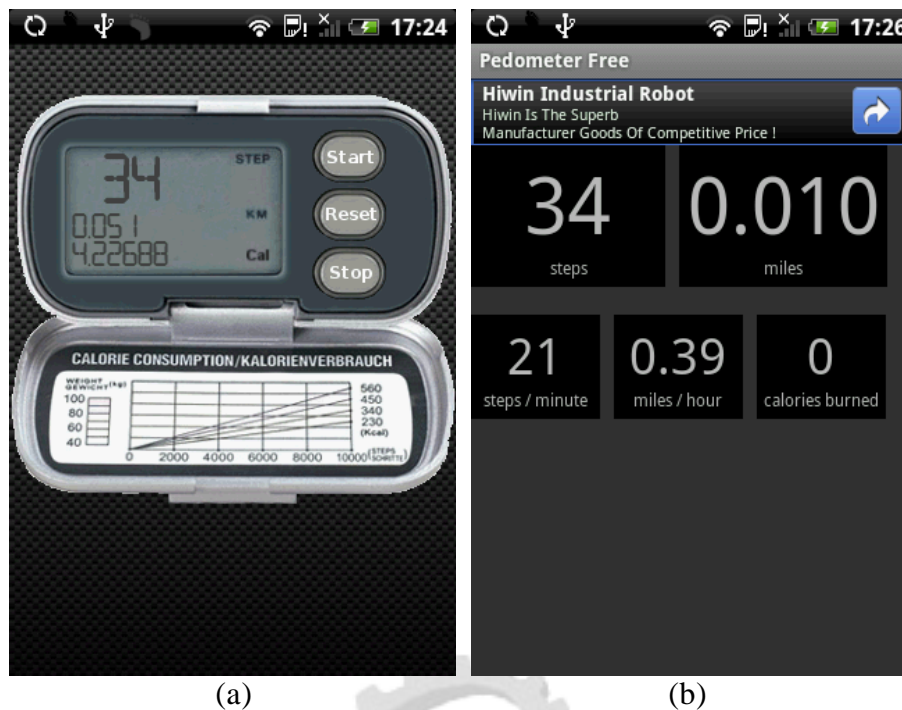 17:24
34 STEP
0.051 KM
4.22688 Cal
Start
Reset
Stop
CALORIE CONSUMPTION/KALORIENVERBRAUCH
WEIGHT
GEWICHT (kg)
100
80
60
40
560
450
340
230
(Kcal)
0 2000 4000 6000 8000 10000 (STEPS
SCHRITTE)
(a)
17:26
Pedometer Free
Hiwin Industrial Robot
Hiwin Is The Superb
Manufacturer Goods Of Competitive Price !
34 0.010
steps miles
21 0.39 0
steps / minute miles / hour calories burned
(b)